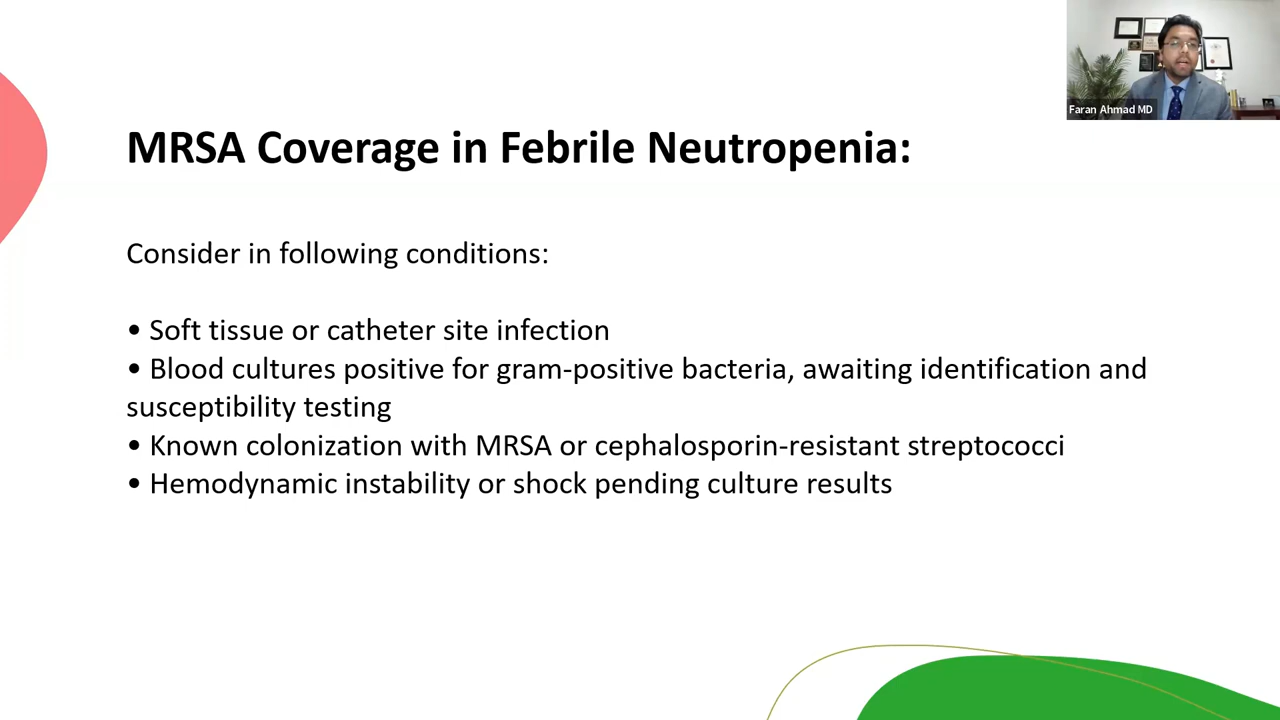 Faran Ahmad MD
MRSA Coverage in Febrile Neutropenia:
Consider in following conditions:
• Soft tissue or catheter site infection
• Blood cultures positive for gram-positive bacteria, awaiting identification and
susceptibility testing
• Known colonization with MRSA or cephalosporin-resistant streptococci
• Hemodynamic instability or shock pending culture results